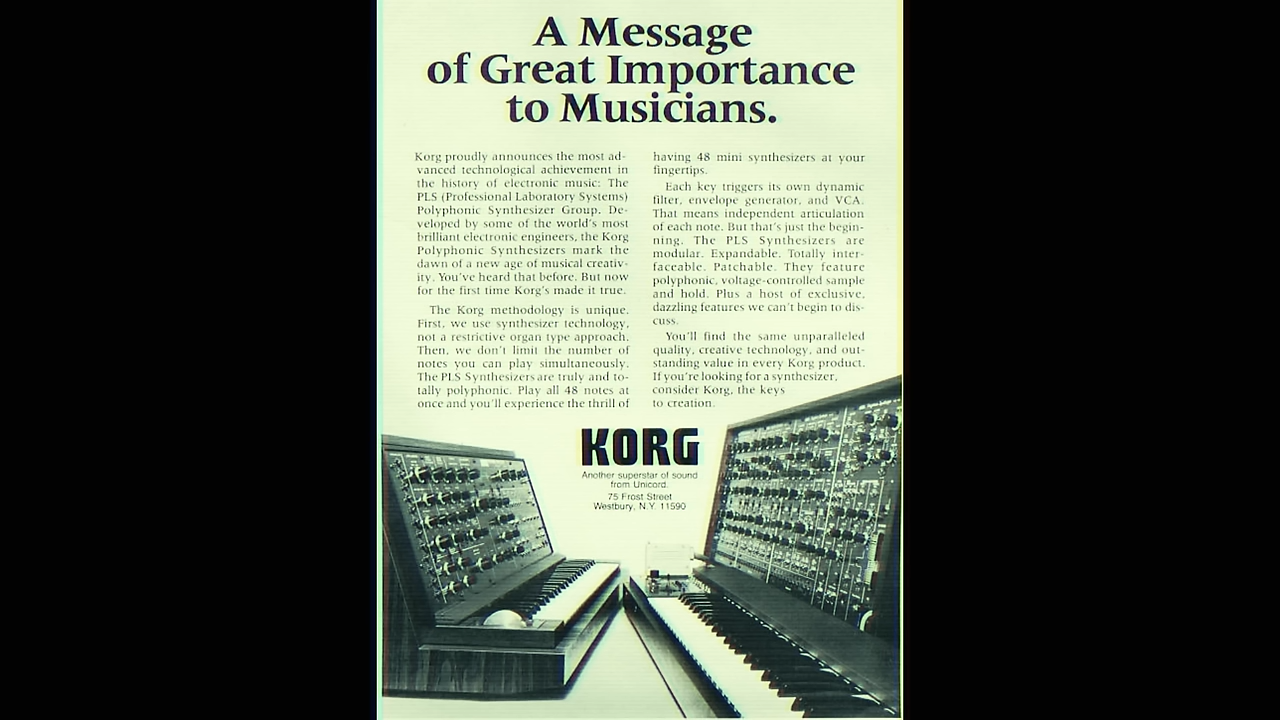 A Message
of Great Importance
to Musicians.
Korg proudly announces the most ad-
vanced technological achievement in
the history of electronic music: The
PLS (Professional Laboratory Systems)
Polyphonic Synthesizer Group. De-
veloped by some of the world's most
brilliant electronic engineers, the Korg
Polyphonic Synthesizers mark the
dawn of a new age of musical creativ-
ity. You've heard that before. But now
for the first time Korg's made it true.
The Korg methodology is unique.
First, we use synthesizer technology,
not a restrictive organ type approach.
Then, we don't limit the number of
notes you can play simultaneously.
The PLS Synthesizers are truly and to-
tally polyphonic. Play all 48 notes at
once and you'll experience the thrill of
having 48 mini synthesizers at your
fingertips.
Each key triggers its own dynamic
filter, envelope generator, and VCA.
That means independent articulation
of each note. But that's just the begin-
ning. The PLS Synthesizers are
modular. Expandable. Totally inter-
faceable. Patchable. They feature
polyphonic, voltage-controlled sample
and hold. Plus a host of exclusive,
dazzling features we can't begin to dis-
cuss.
You'll find the same unparalleled
quality, creative technology, and out-
standing value in every Korg product.
If you're looking for a synthesizer,
consider Korg, the keys
to creation.
KORG
Another superstar of sound
from Unicord.
75 Frost Street
Westbury, N.Y. 11590